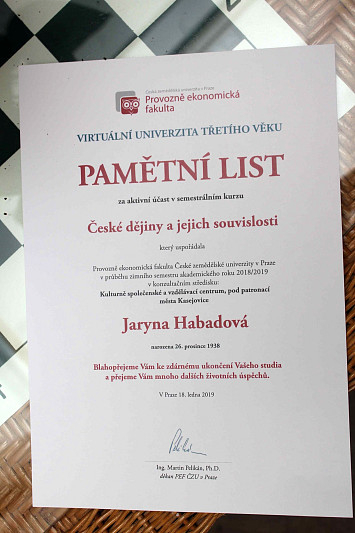 Česká zemědělská univerzita v Praze
Provozně ekonomická
fakulta
VIRTUÁLNÍ UNIVERZITA TŘETÍHO VĚKU
PAMĚTNÍ LIST
za aktivní účast v semestrálním kurzu
České dějiny a jejich souvislosti
který uspořádala
Provozně ekonomická fakulta České zemědělské univerzity v Praze
v průběhu zimního semestru akademického roku 2018/2019
v konzultačním středisku:
Kulturně společenské a vzdělávací centrum, pod patronací
města Kasejovice
Jaryna Habadová
narozena 26. prosince 1938
Blahopřejeme Vám ke zdárnému ukončení Vašeho studia
a přejeme Vám mnoho dalších životních úspěchů.
V Praze 18. ledna 2019
Ing. Martin Pelikán, Ph.D.
děkan PEF ČZU v Praze